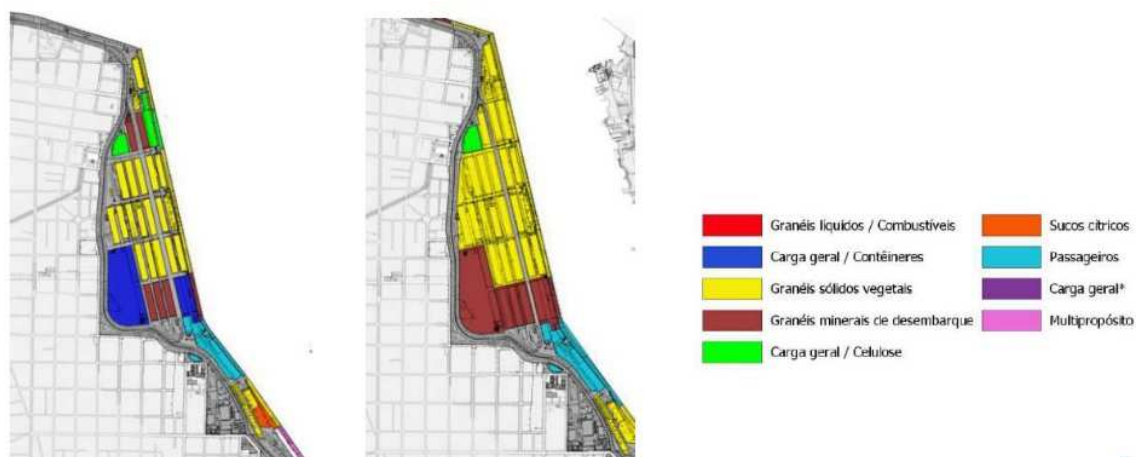 Granéis líquidos / Combustíveis
Carga geral / Contêineres
Granéis sólidos vegetais
Granéis minerais de desembarque
Carga geral / Celulose
Sucos cítricos
Passageiros
Carga geral*
Multipropósito